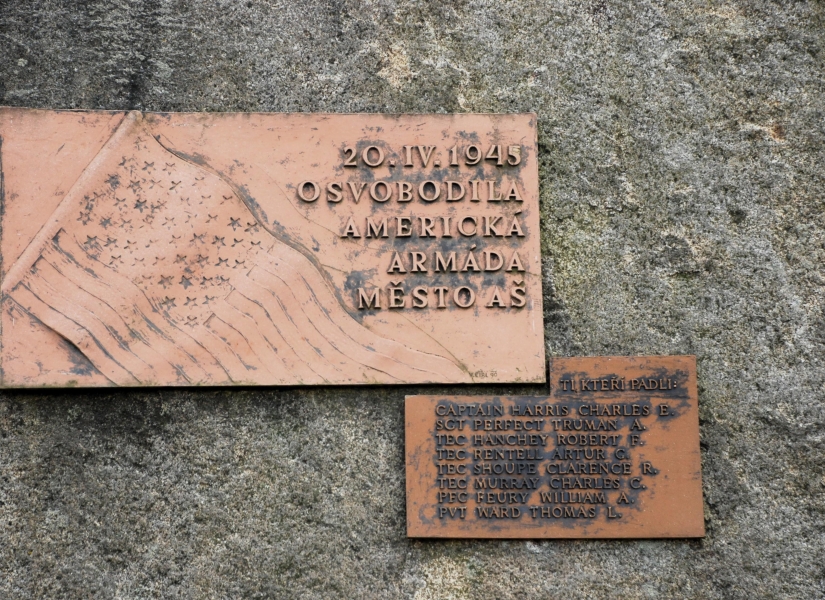 20. IV. 1945
OSVOBODILA
AMERICKÁ
ARMÁDA
MĚSTO AŠ
TI, KTEŘÍ PADLI:
CAPTAIN HARRIS CHARLES E.
SGT PERFECT TRUMAN A.
TEC HANCHEY ROBERT F.
TEC RENTELL ARTUR G.
TEC SHOUPE CLARENCE R.
TEC MURRAY CHARLES C.
PFC FEURY WILLIAM A.
PVT WARD THOMAS L.